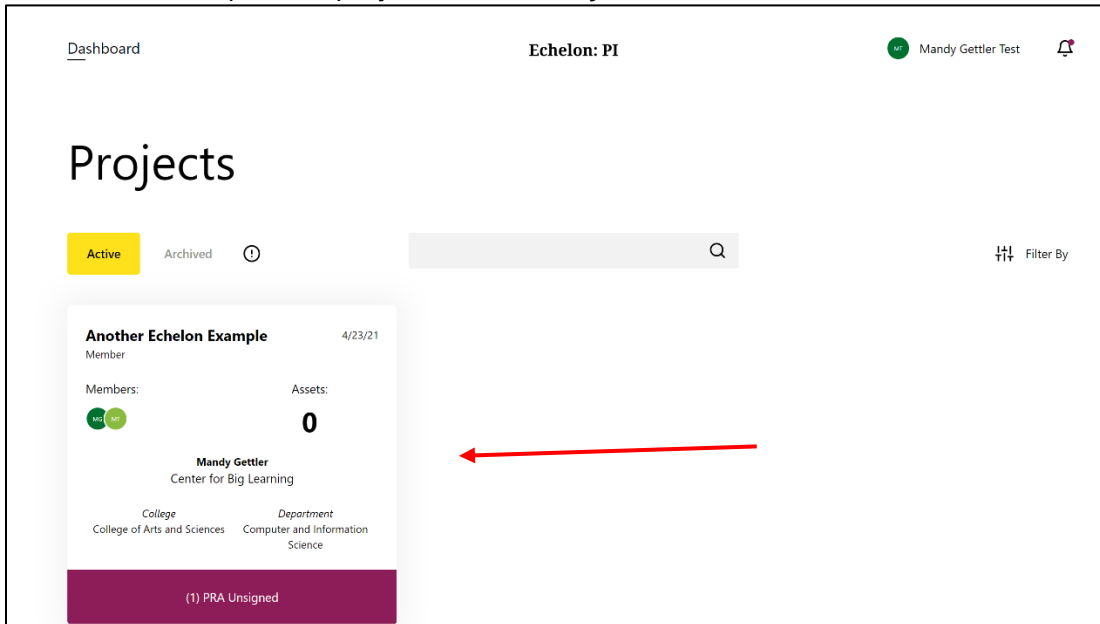 Dashboard
Echelon: PI
MT
Mandy Gettler Test
Projects
Active
Archived
Filter By
Another Echelon Example
4/23/21
Member
Members:
Assets:
MG MT
0
Mandy Gettler
Center for Big Learning
College
Department
College of Arts and Sciences
Computer and Information
Science
(1) PRA Unsigned